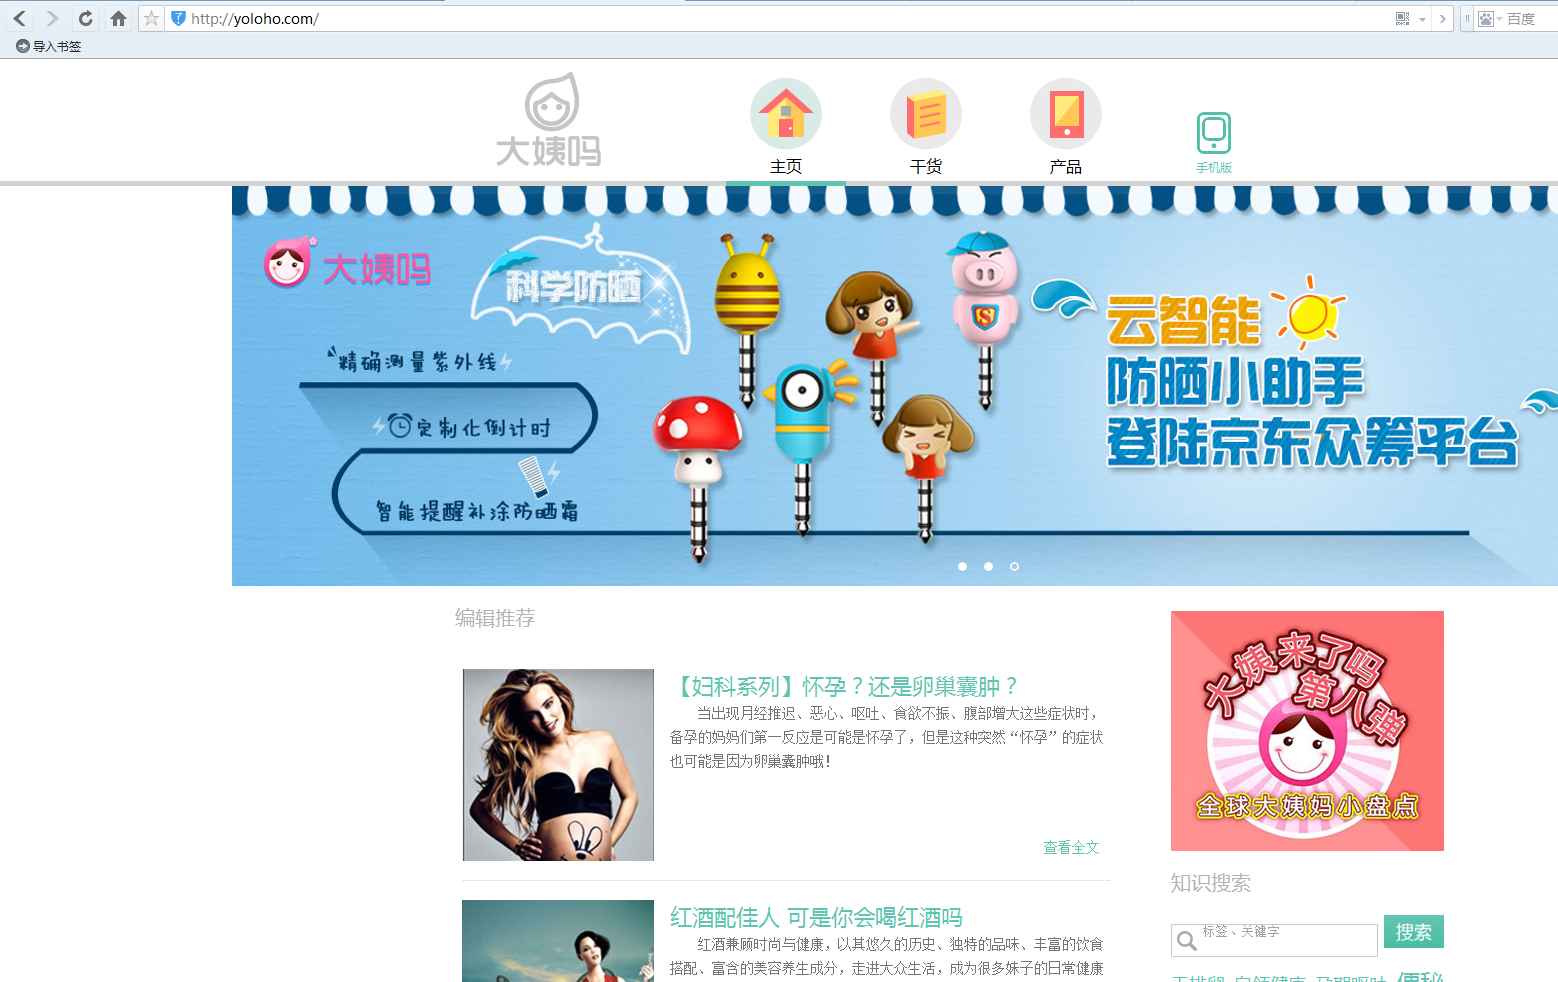 http://yoloho.com/
百度
导入书签
大姨吗
主页
干货
产品
手机版
大姨吗
科学防晒
精确测量紫外线
定制化倒计时
智能提醒补涂防晒霜
云智能
防晒小助手
登陆京东众筹平台
编辑推荐
【妇科系列】怀孕？还是卵巢囊肿？
当出现月经推迟、恶心、呕吐、食欲不振、腹部增大这些症状时，
备孕的妈妈们第一反应是可能是怀孕了，但是这种突然“怀孕”的症状
也可能是因为卵巢囊肿哦！
查看全文
红酒配佳人 可是你会喝红酒吗
红酒兼顾时尚与健康，以其悠久的历史、独特的品味、丰富的饮食
搭配、富含的美容养生成分，走进大众生活，成为很多妹子的日常健康
大姨来了吗
第八弹
全球大姨妈小盘点
知识搜索
标签、关键字
搜索